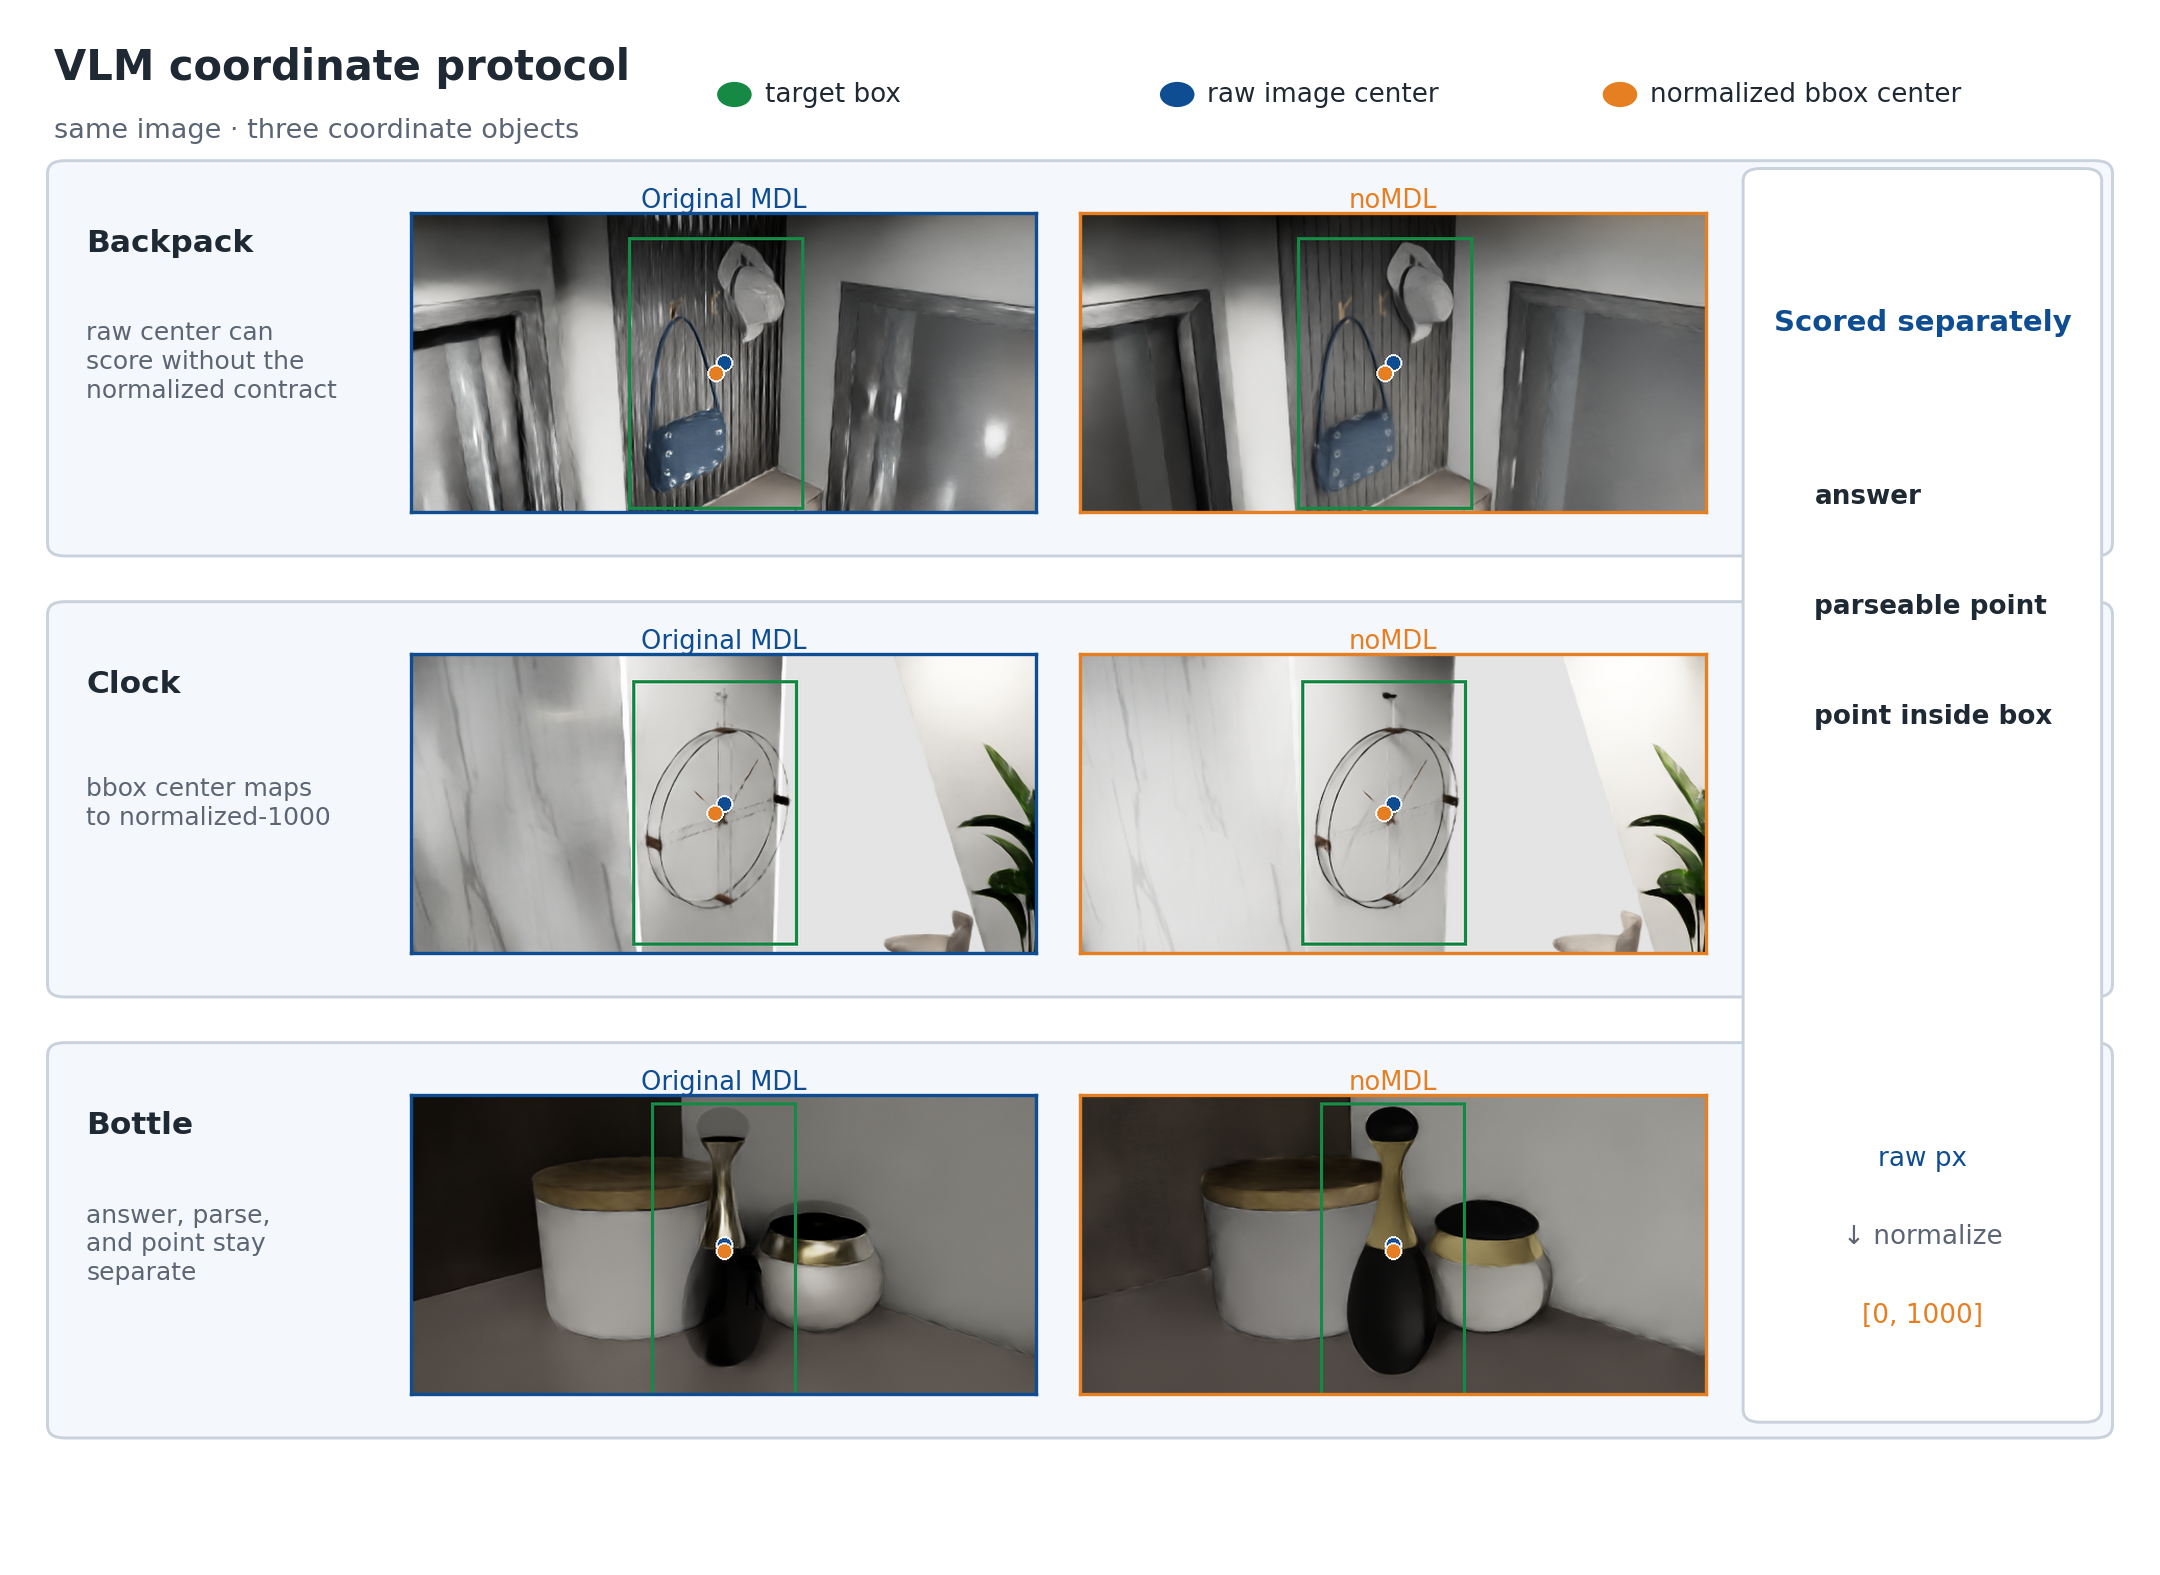 VLM coordinate protocol
same image · three coordinate objects
target box
raw image center
normalized bbox center
Backpack
raw center can
score without the
normalized contract
Original MDL
noMDL
Clock
bbox center maps
to normalized-1000
Original MDL
noMDL
Bottle
answer, parse,
and point stay
separate
Original MDL
noMDL
Scored separately
answer
parseable point
point inside box
raw px
↓ normalize
[0, 1000]